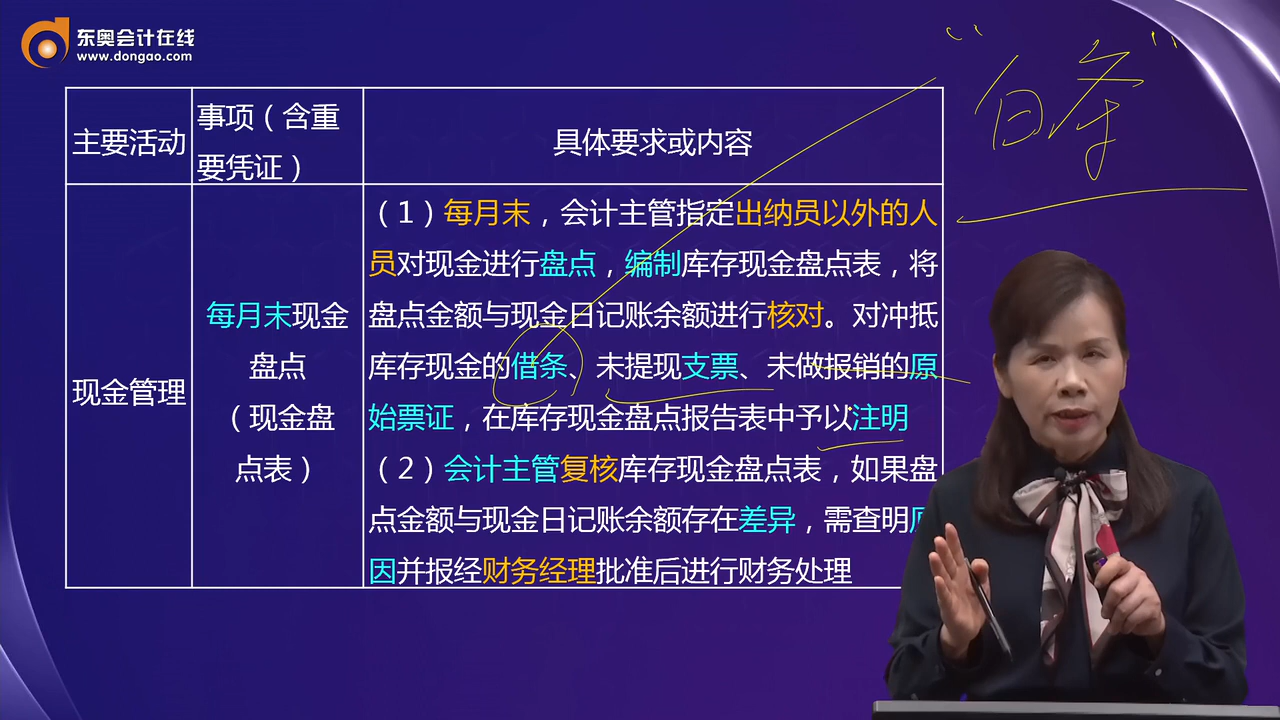 东奥会计在线
www.dongao.com
“白条”
主要活动
事项（含重
要凭证）
具体要求或内容
现金管理
每月末现金
盘点
（现金盘
点表）
（1）每月末，会计主管指定出纳员以外的人
员对现金进行盘点，编制库存现金盘点表，将
盘点金额与现金日记账余额进行核对。对冲抵
库存现金的借条、未提现支票、未做报销的原
始票证，在库存现金盘点报告表中予以注明
（2）会计主管复核库存现金盘点表，如果盘
点金额与现金日记账余额存在差异，需查明原
因并报经财务经理批准后进行财务处理